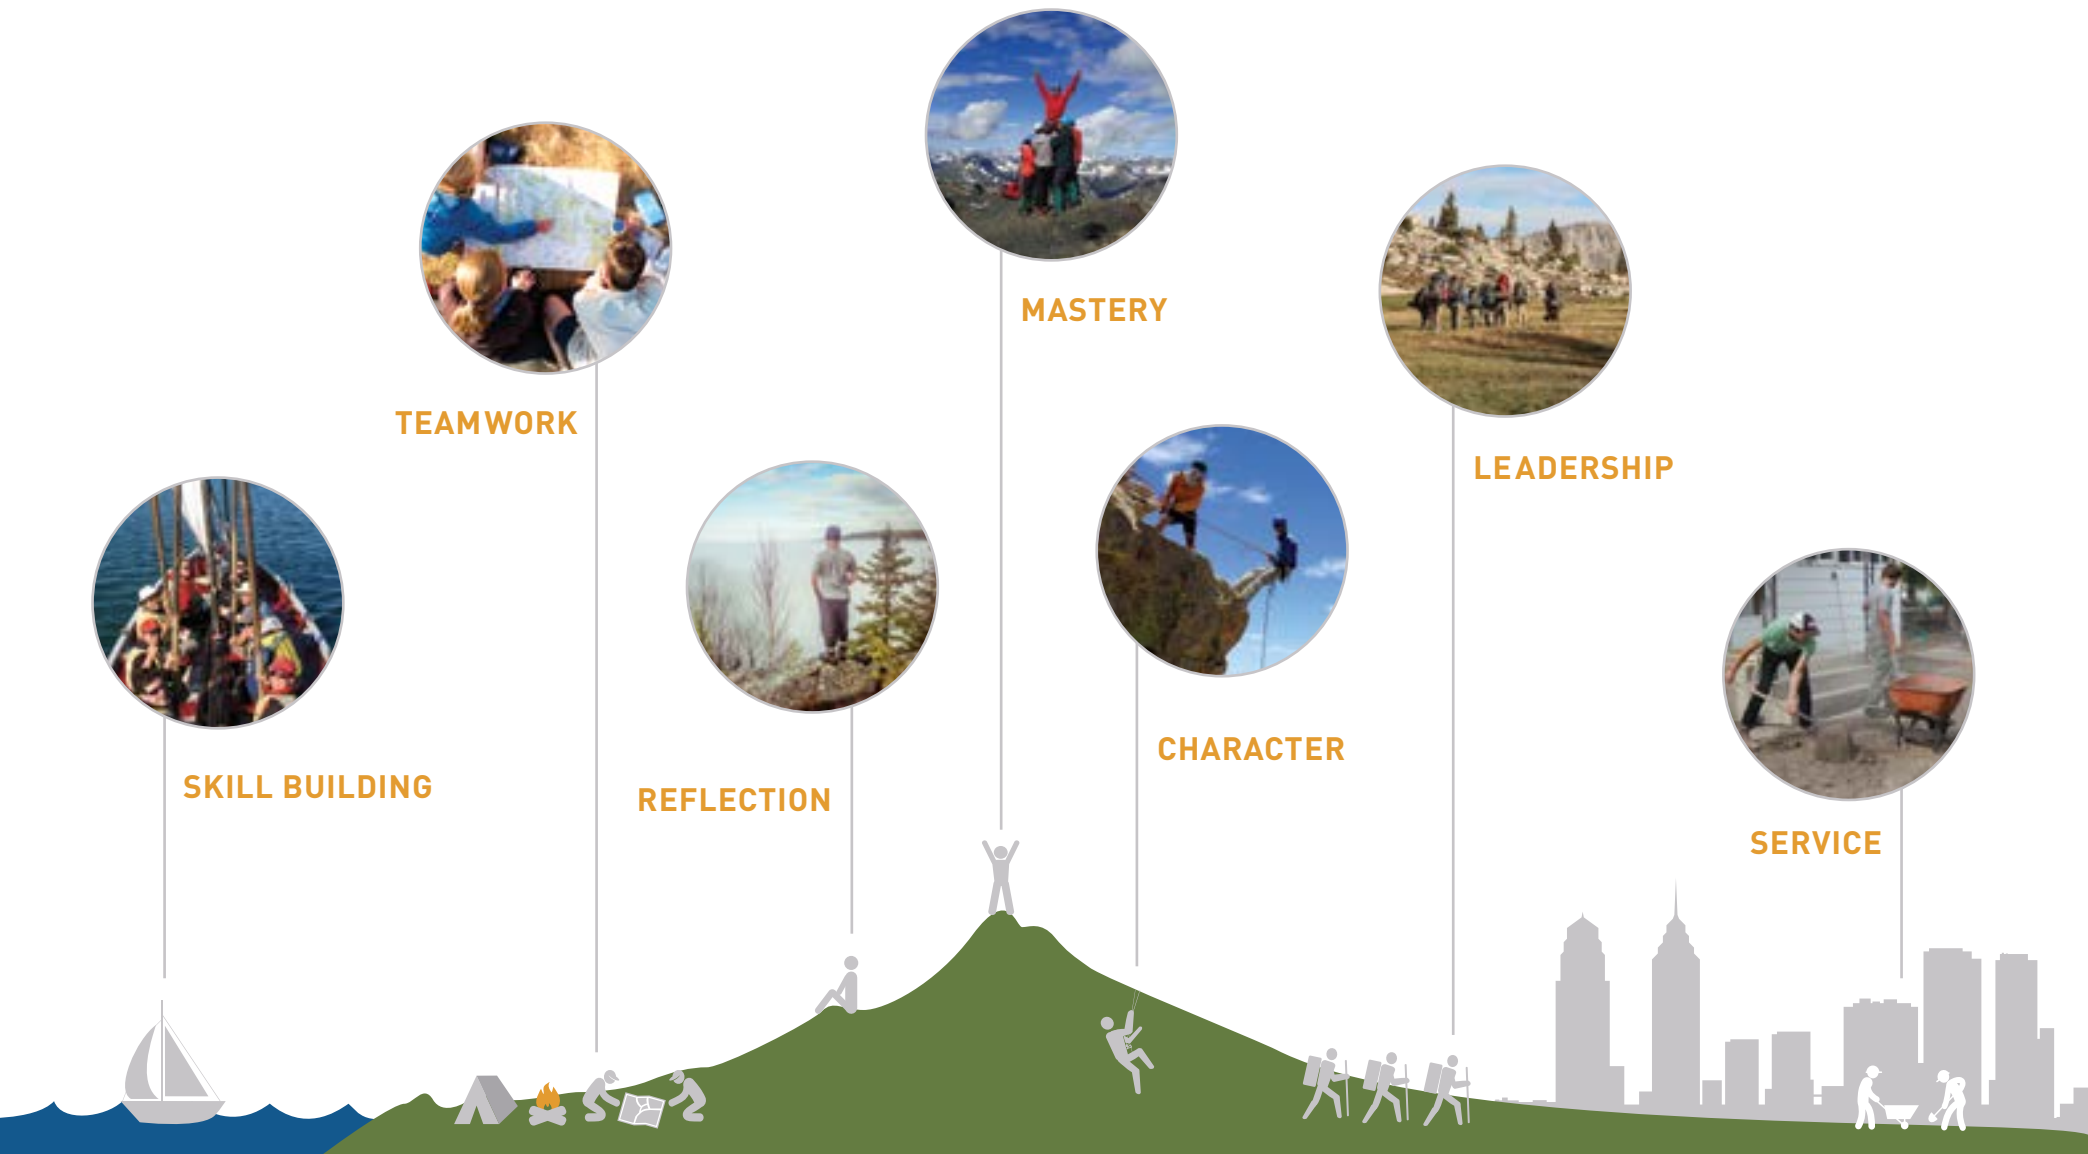 SKILL BUILDING
TEAMWORK
REFLECTION
MASTERY
CHARACTER
LEADERSHIP
SERVICE